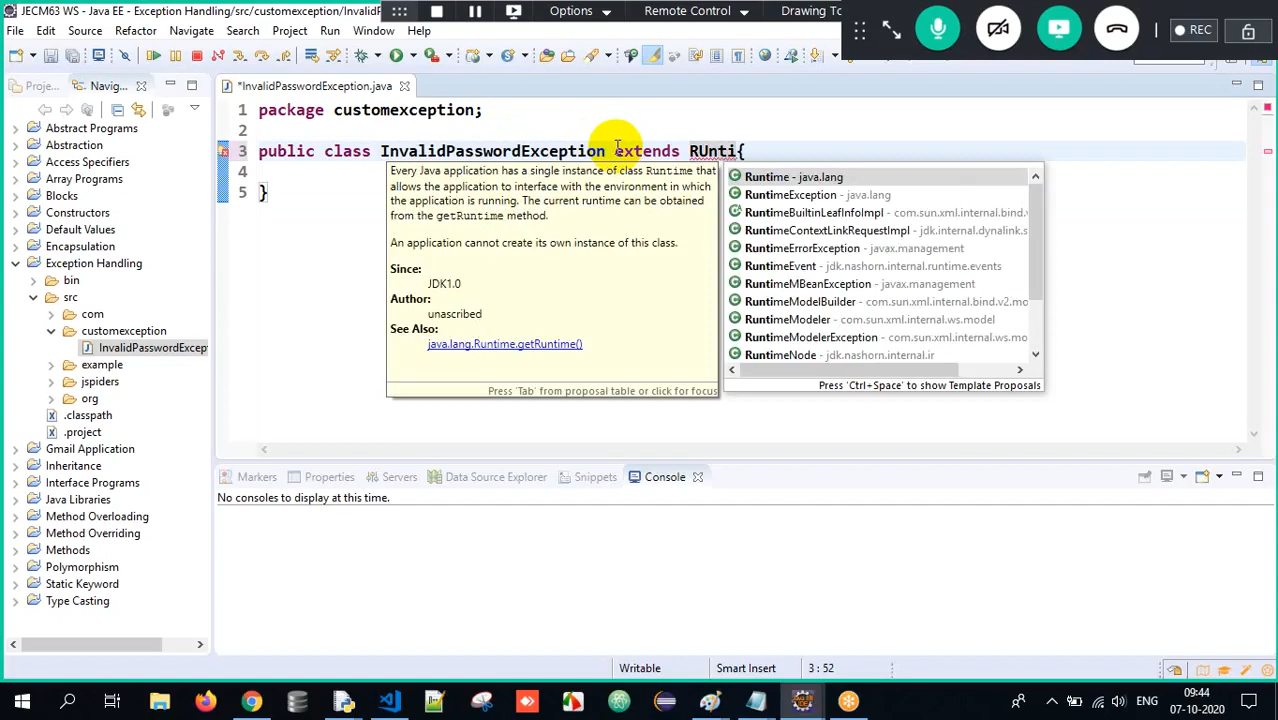 JECM63 WS - Java EE - Exception Handling/src/customexception/InvalidP
Options
Remote Control
Drawing To
REC
File Edit Source Refactor Navigate Search Project Run Window Help
Proje...
Navig...
*InvalidPasswordException.java
Abstract Programs
Abstraction
Access Specifiers
Array Programs
Blocks
Constructors
Default Values
Encapsulation
Exception Handling
bin
src
com
customexception
InvalidPasswordExcept
example
jspiders
org
.classpath
.project
Gmail Application
Inheritance
Interface Programs
Java Libraries
Method Overloading
Method Overriding
Methods
Polymorphism
Static Keyword
Type Casting
1 package customexception;
2
3 public class InvalidPasswordException extends RUnti{
4
5 }
Every Java application has a single instance of class Runtime that
allows the application to interface with the environment in which
the application is running. The current runtime can be obtained
from the getRuntime method.
An application cannot create its own instance of this class.
Since:
JDK1.0
Author:
unascribed
See Also:
java.lang.Runtime.getRuntime()
Press 'Tab' from proposal table or click for focus
Runtime - java.lang
RuntimeException - java.lang
RuntimeBuiltinLeafInfoImpl - com.sun.xml.internal.bind.v
RuntimeContextLinkRequestImpl - jdk.internal.dynalink.s
RuntimeErrorException - javax.management
RuntimeEvent - jdk.nashorn.internal.runtime.events
RuntimeMBeanException - javax.management
RuntimeModelBuilder - com.sun.xml.internal.bind.v2.mo
RuntimeModeler - com.sun.xml.internal.ws.model
RuntimeModelerException - com.sun.xml.internal.ws.mo
RuntimeNode - jdk.nashorn.internal.ir
Press 'Ctrl+Space' to show Template Proposals
Markers
Properties
Servers
Data Source Explorer
Snippets
Console
No consoles to display at this time.
Writable
Smart Insert
3 : 52
ENG
09:44
07-10-2020